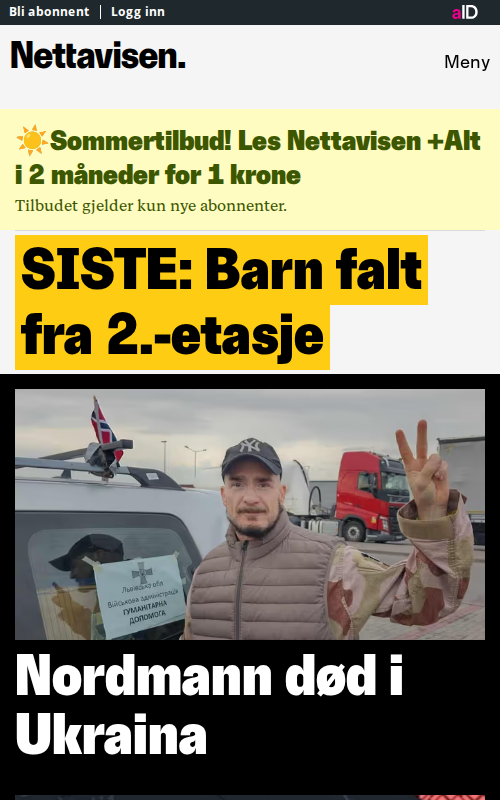 Bli abonnent | Logg inn
aID
Nettavisen.
Meny
☀️Sommertilbud! Les Nettavisen +Alt
i 2 måneder for 1 krone
Tilbudet gjelder kun nye abonnenter.
SISTE: Barn falt
fra 2.-etasje
Львівська обл
Військова адміністрація
ГУМАНІТАРНА
ДОПОМОГА
Nordmann død i
Ukraina